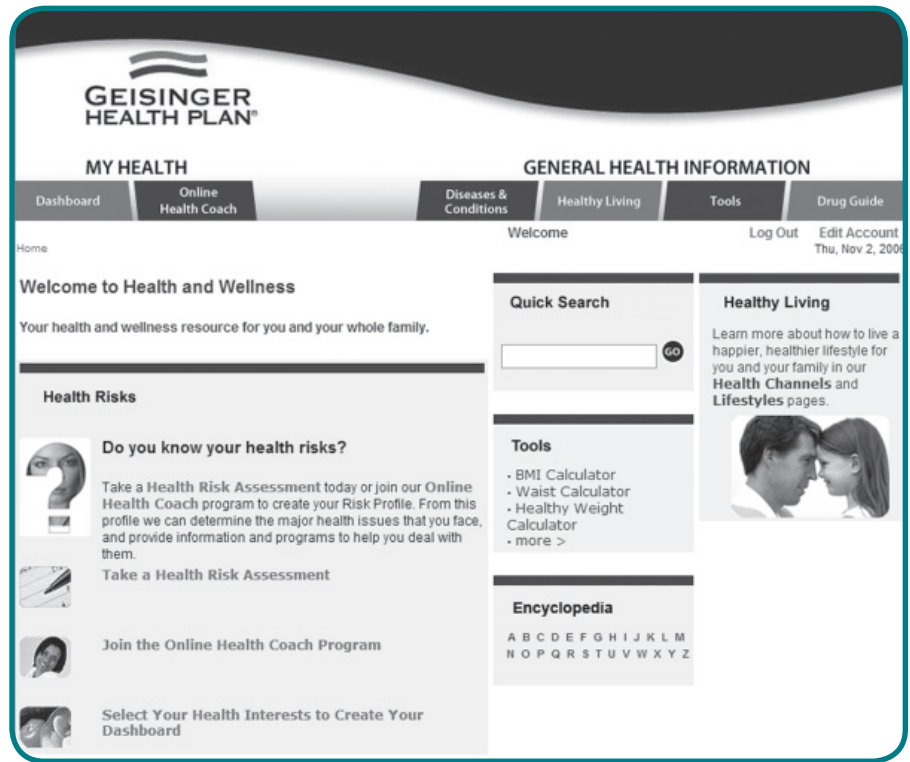 GEISINGER
HEALTH PLAN®
MY HEALTH
GENERAL HEALTH INFORMATION
Dashboard
Online
Health Coach
Diseases &
Conditions
Healthy Living
Tools
Drug Guide
Home
Welcome
Log Out
Edit Account
Thu, Nov 2, 2006
Welcome to Health and Wellness
Your health and wellness resource for you and your whole family.
Health Risks
Do you know your health risks?
Take a Health Risk Assessment today or join our Online
Health Coach program to create your Risk Profile. From this
profile we can determine the major health issues that you face,
and provide information and programs to help you deal with
them.
Take a Health Risk Assessment
Join the Online Health Coach Program
Select Your Health Interests to Create Your
Dashboard
Quick Search
GO
Tools
• BMI Calculator
• Waist Calculator
• Healthy Weight
Calculator
• more >
Encyclopedia
A B C D E F G H I J K L M
N O P Q R S T U V W X Y Z
Healthy Living
Learn more about how to live a
happier, healthier lifestyle for
you and your family in our
Health Channels and
Lifestyles pages.